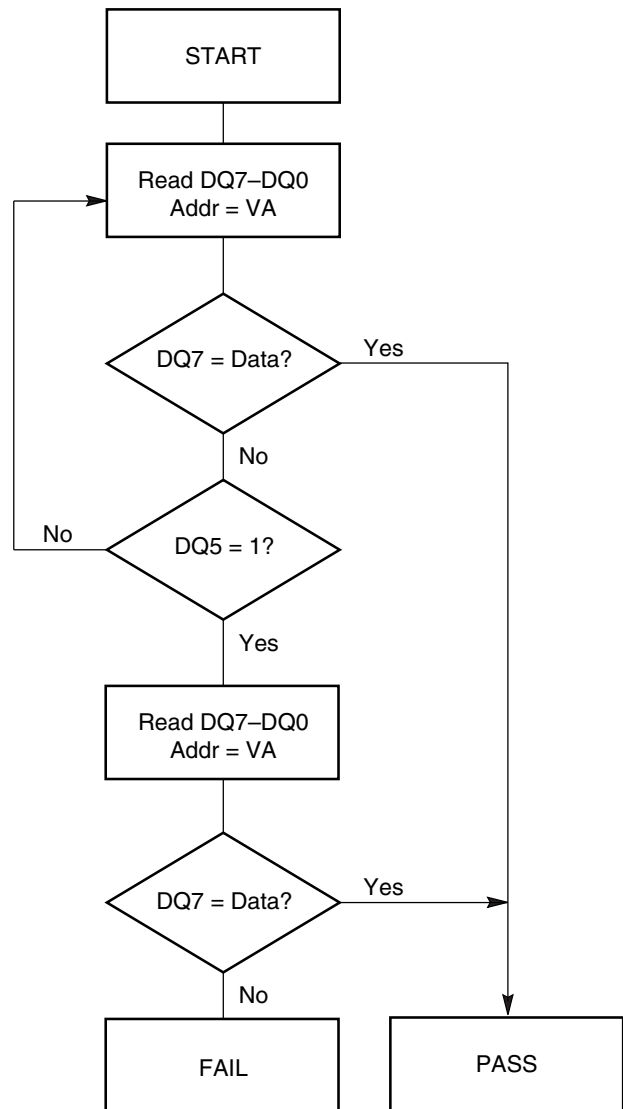 START
Read DQ7–DQ0
Addr = VA
DQ7 = Data?
Yes
No
No
DQ5 = 1?
Yes
Read DQ7–DQ0
Addr = VA
DQ7 = Data?
Yes
No
FAIL
PASS